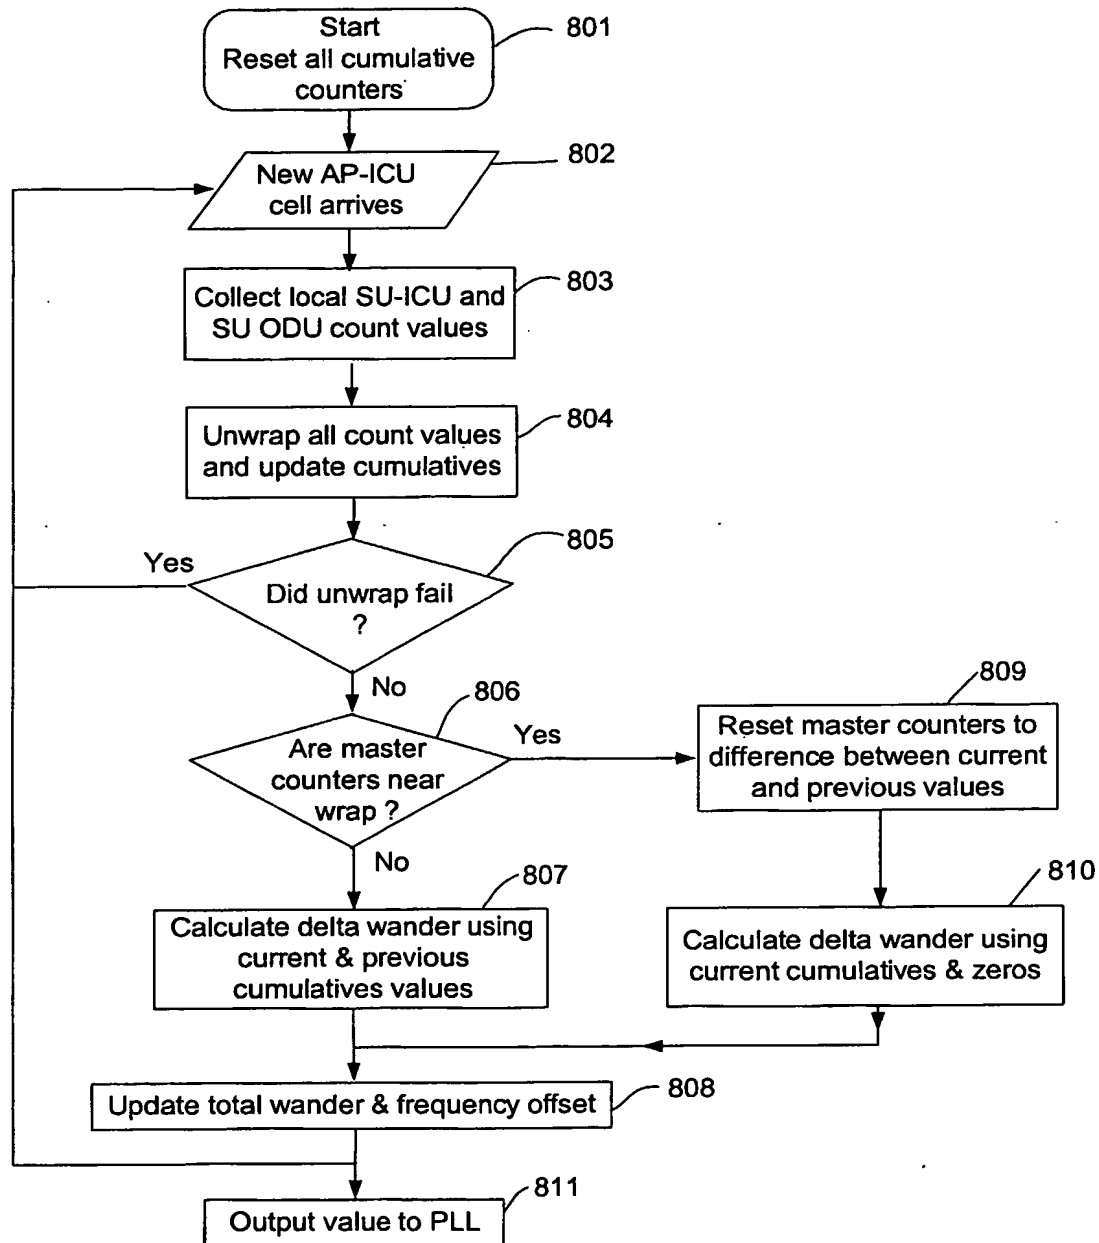 Start
Reset all cumulative
counters
801
802
New AP-ICU
cell arrives
803
Collect local SU-ICU and
SU ODU count values
804
Unwrap all count values
and update cumulatives
805
Yes
Did unwrap fail
?
No
806
809
Are master
counters near
wrap ?
Yes
Reset master counters to
difference between current
and previous values
No
807
810
Calculate delta wander using
current & previous
cumulatives values
Calculate delta wander using
current cumulatives & zeros
808
Update total wander & frequency offset
811
Output value to PLL